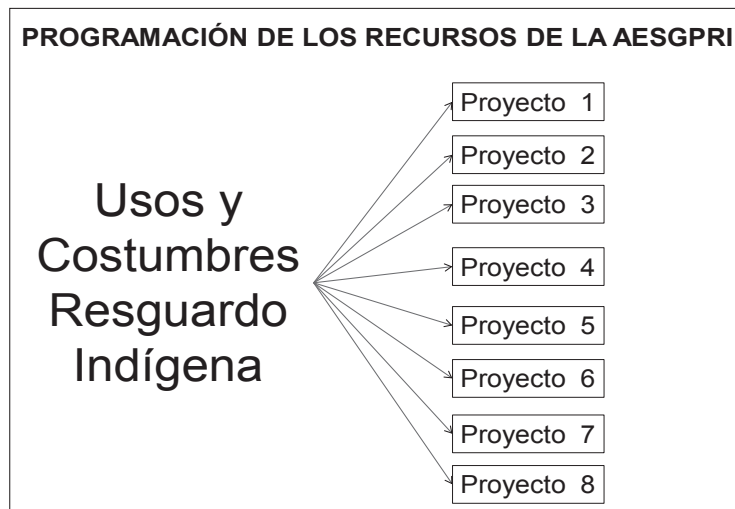 PROGRAMACIÓN DE LOS RECURSOS DE LA AESGPRI
Usos y
Costumbres
Resguardo
Indígena
Proyecto 1
Proyecto 2
Proyecto 3
Proyecto 4
Proyecto 5
Proyecto 6
Proyecto 7
Proyecto 8